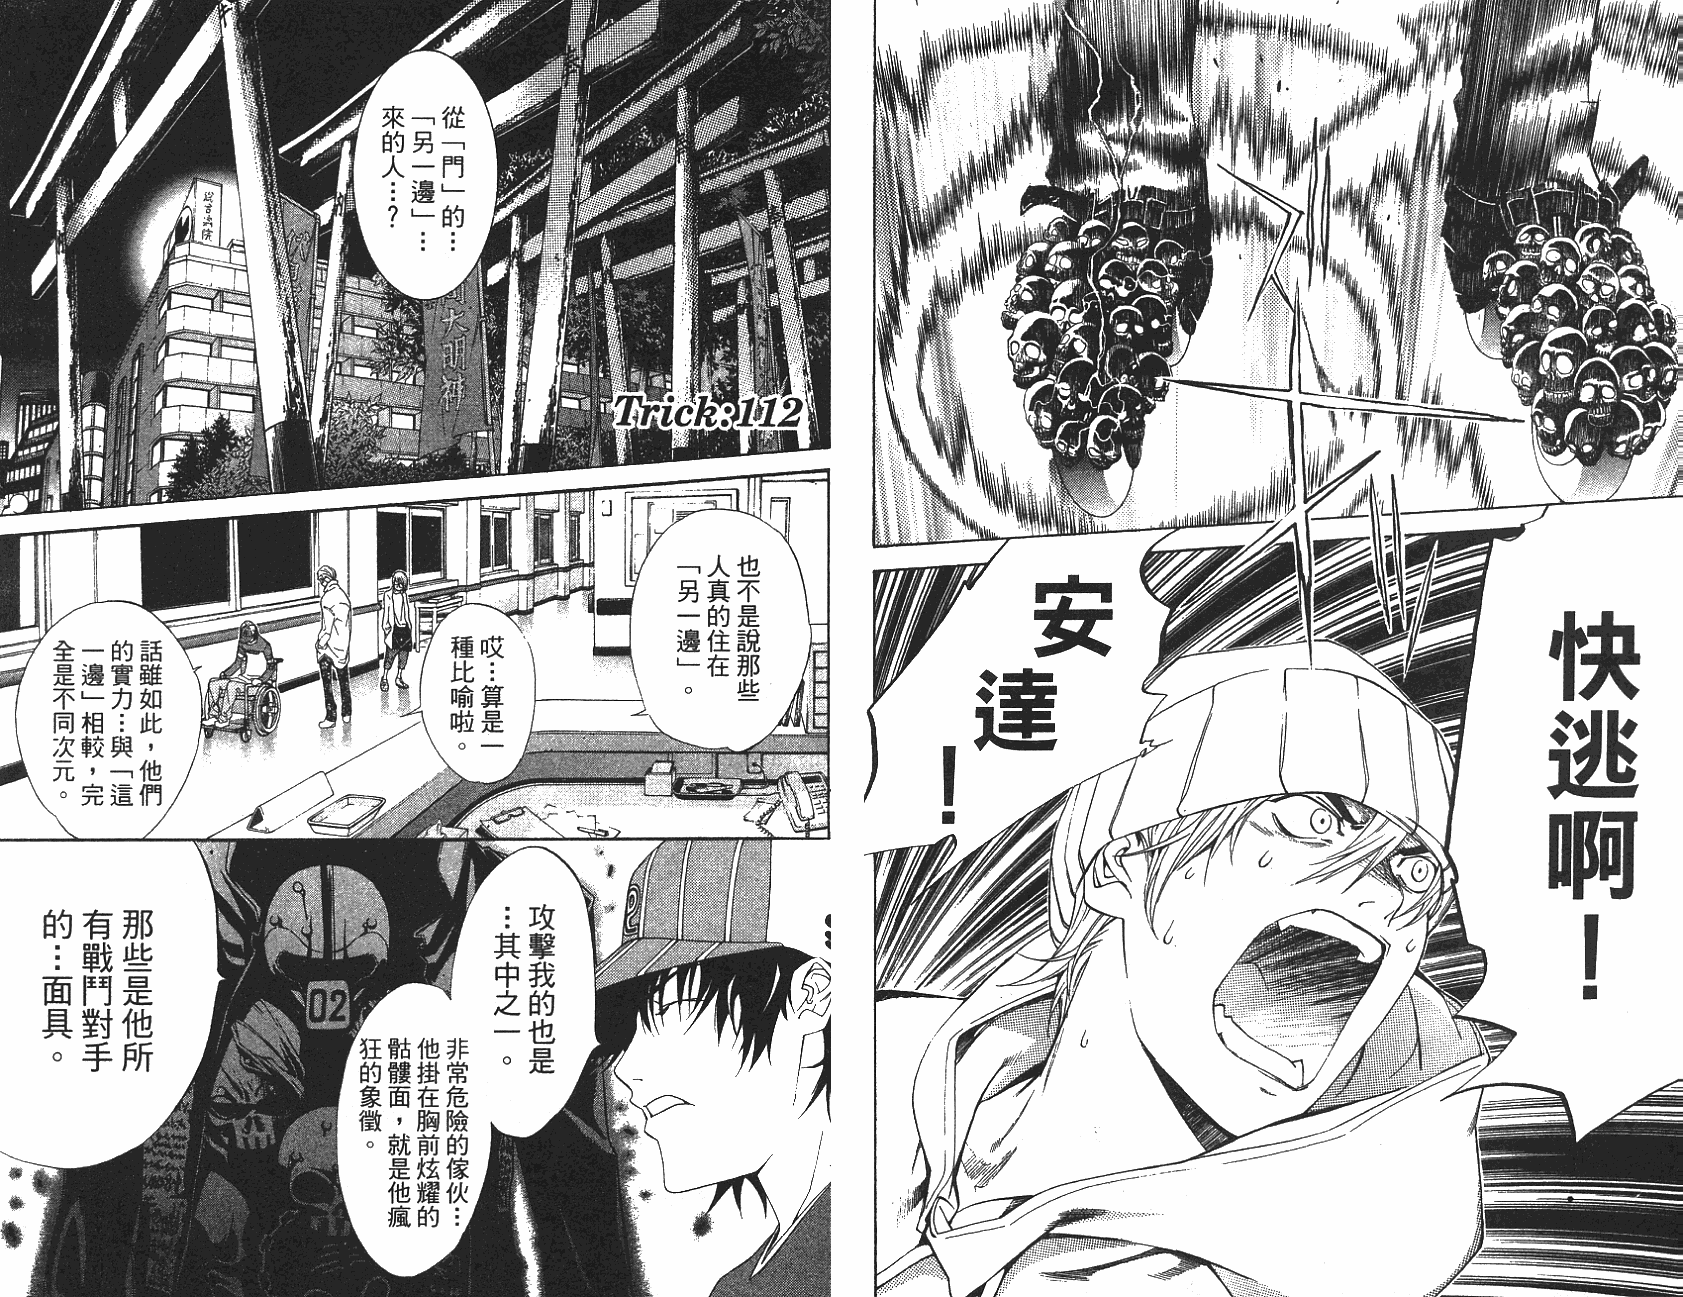 快逃啊！
安達！
從「門」的…
「另一邊」…
來的人…？
大明神
Trick:112
也不是說那些
人真的住在
「另一邊」。
哎…算是一
種比喻啦。
話雖如此，他們
的實力…與「這
一邊」相較，完
全是不同次元。
攻擊我的也是
…其中之一。
非常危險的傢伙…
他掛在胸前炫耀的
骷髏面，就是他瘋
狂的象徵。
02
那些是他所
有戰鬥對手
的…面具。